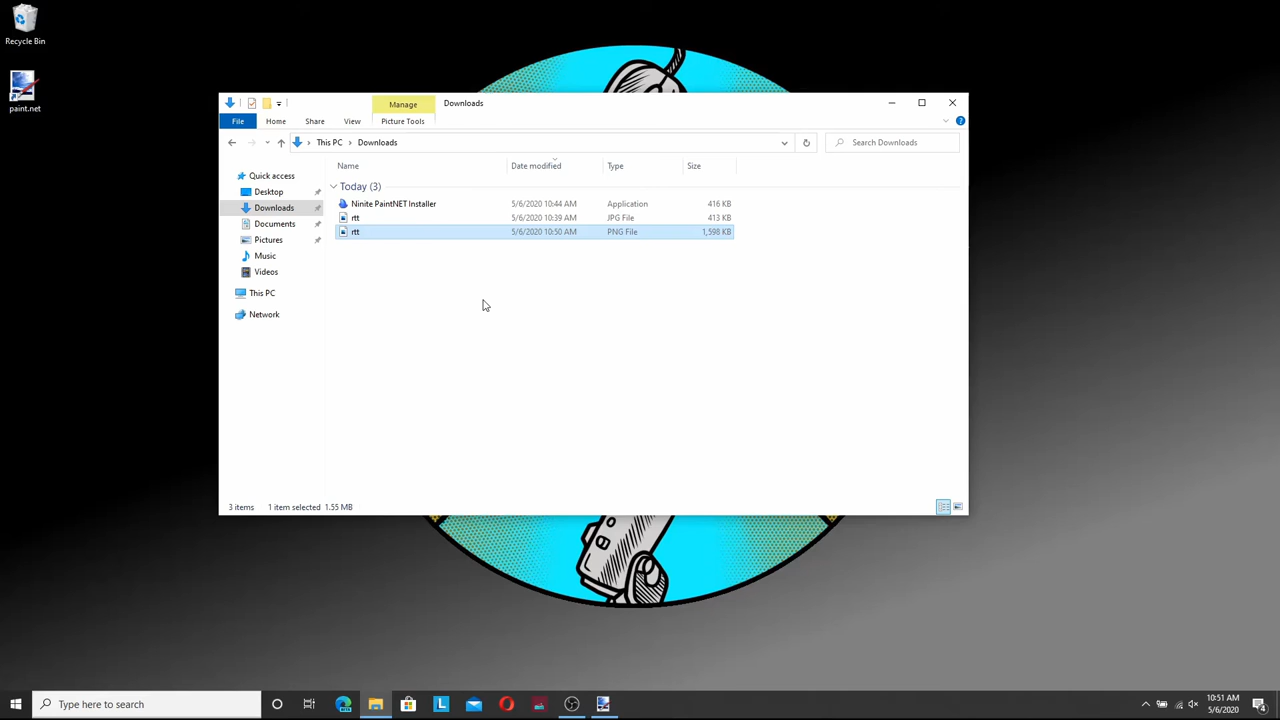 Recycle Bin
paint.net
Manage
Downloads
File
Home
Share
View
Picture Tools
This PC
Downloads
Search Downloads
Name
Date modified
Type
Size
Quick access
Desktop
Downloads
Documents
Pictures
Music
Videos
This PC
Network
Today (3)
Ninite PaintNET Installer 5/6/2020 10:44 AM Application 416 KB
rtt 5/6/2020 10:39 AM JPG File 413 KB
rtt 5/6/2020 10:50 AM PNG File 1,598 KB
3 items 1 item selected 1.55 MB
Type here to search
L
10:51 AM
5/6/2020